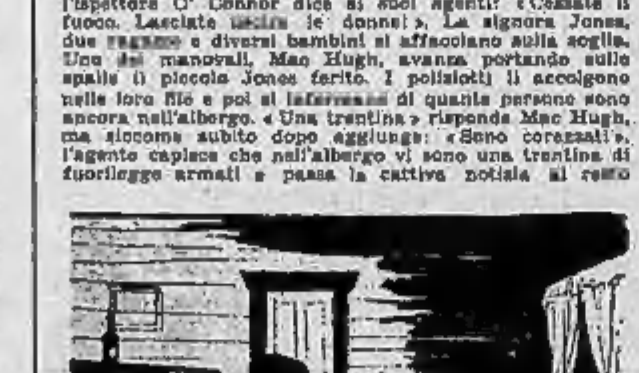 l'ispettore O' Connor dice ai suoi agenti: «Cessate il
fuoco. Lasciate le donne!». La signora Jones,
due e diversi bambini si affacciano sulla soglia.
Uno dei manovali, Mac Hugh, avanza portando sulle
spalle il piccolo Jones ferito. I poliziotti li accolgono
nelle loro file e poi si di quante persone sono
ancora nell'albergo. «Una trentina» risponde Mac Hugh,
ma siccome subito dopo aggiunge: «Sono corazzati»,
l'agente capisce che nell'albergo vi sono una trentina di
fuorilegge armati e passa la cattiva notizia al resto